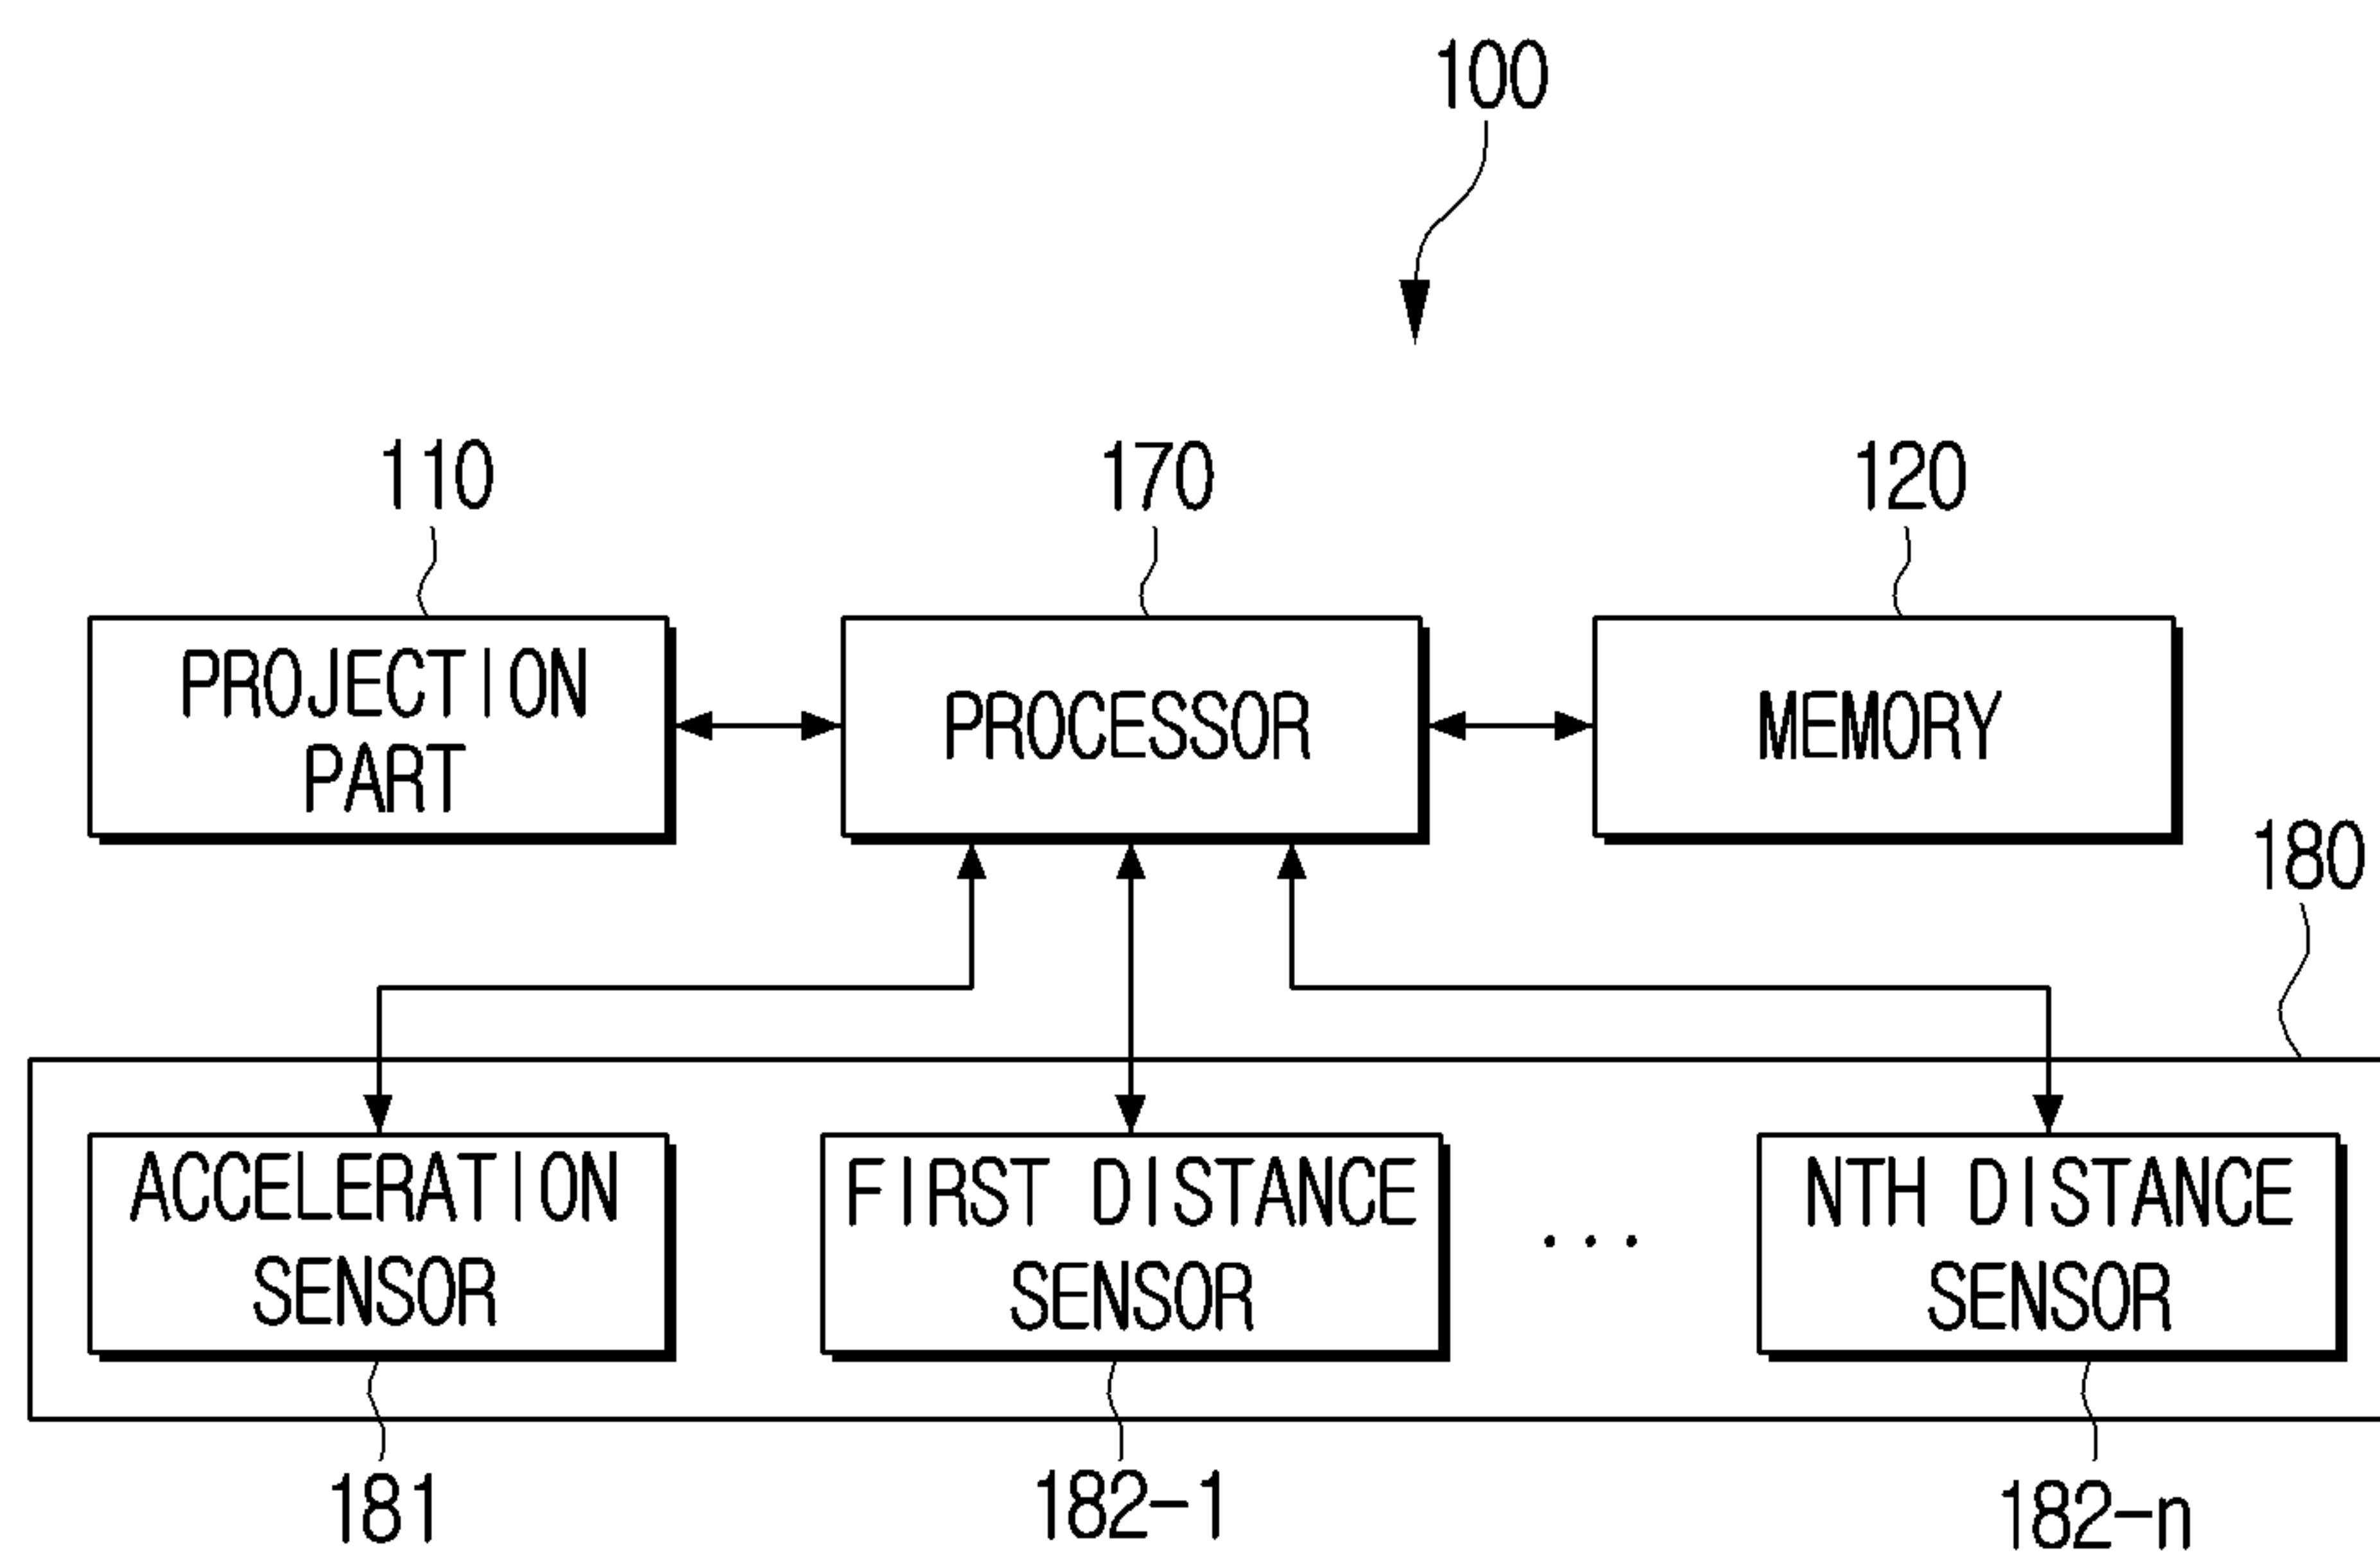 100
110
170
120
PROJECTION
PART
PROCESSOR
MEMORY
180
ACCELERATION
SENSOR
FIRST DISTANCE
SENSOR
...
NTH DISTANCE
SENSOR
181
182-1
182-n